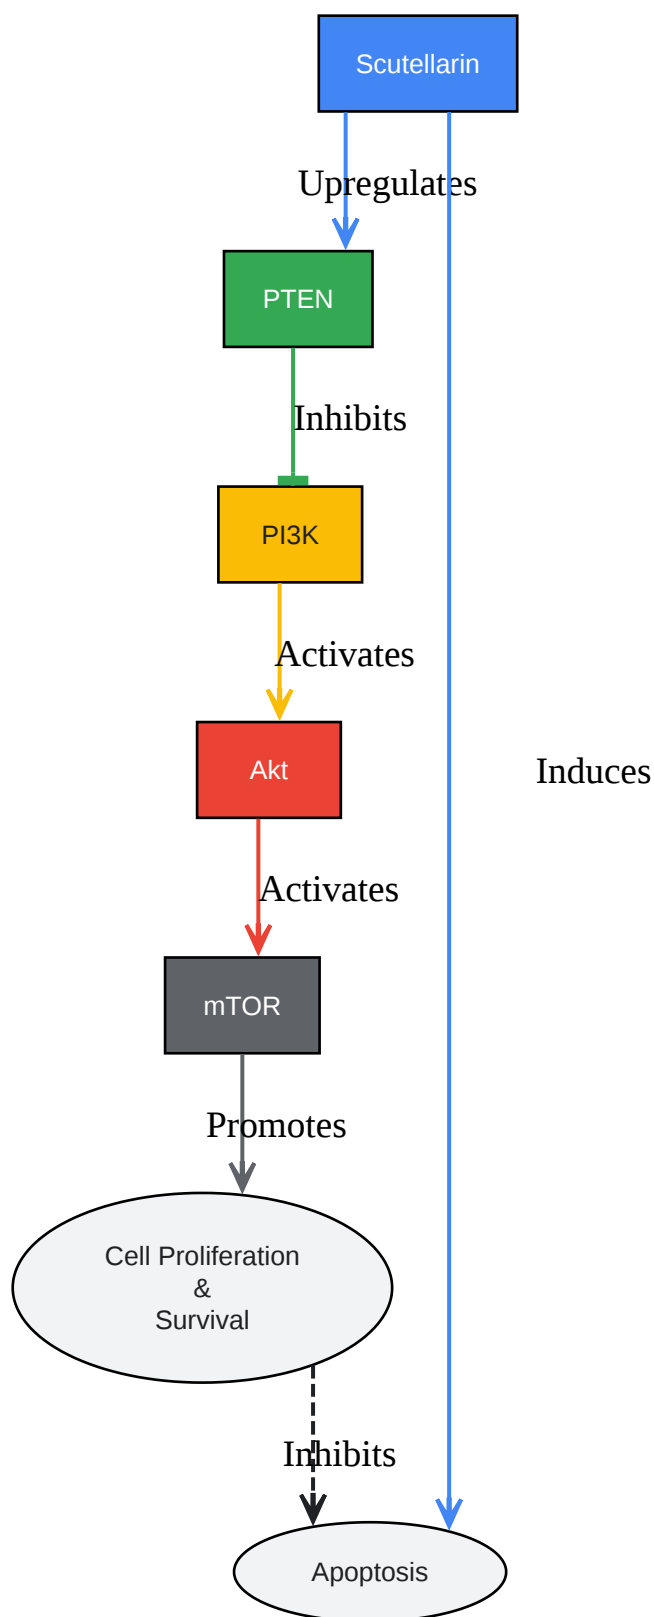 Scutellarin
Upregulates
PTEN
Inhibits
PI3K
Activates
Akt
Induces
Activates
mTOR
Promotes
Cell Proliferation
&
Survival
Inhibits
Apoptosis